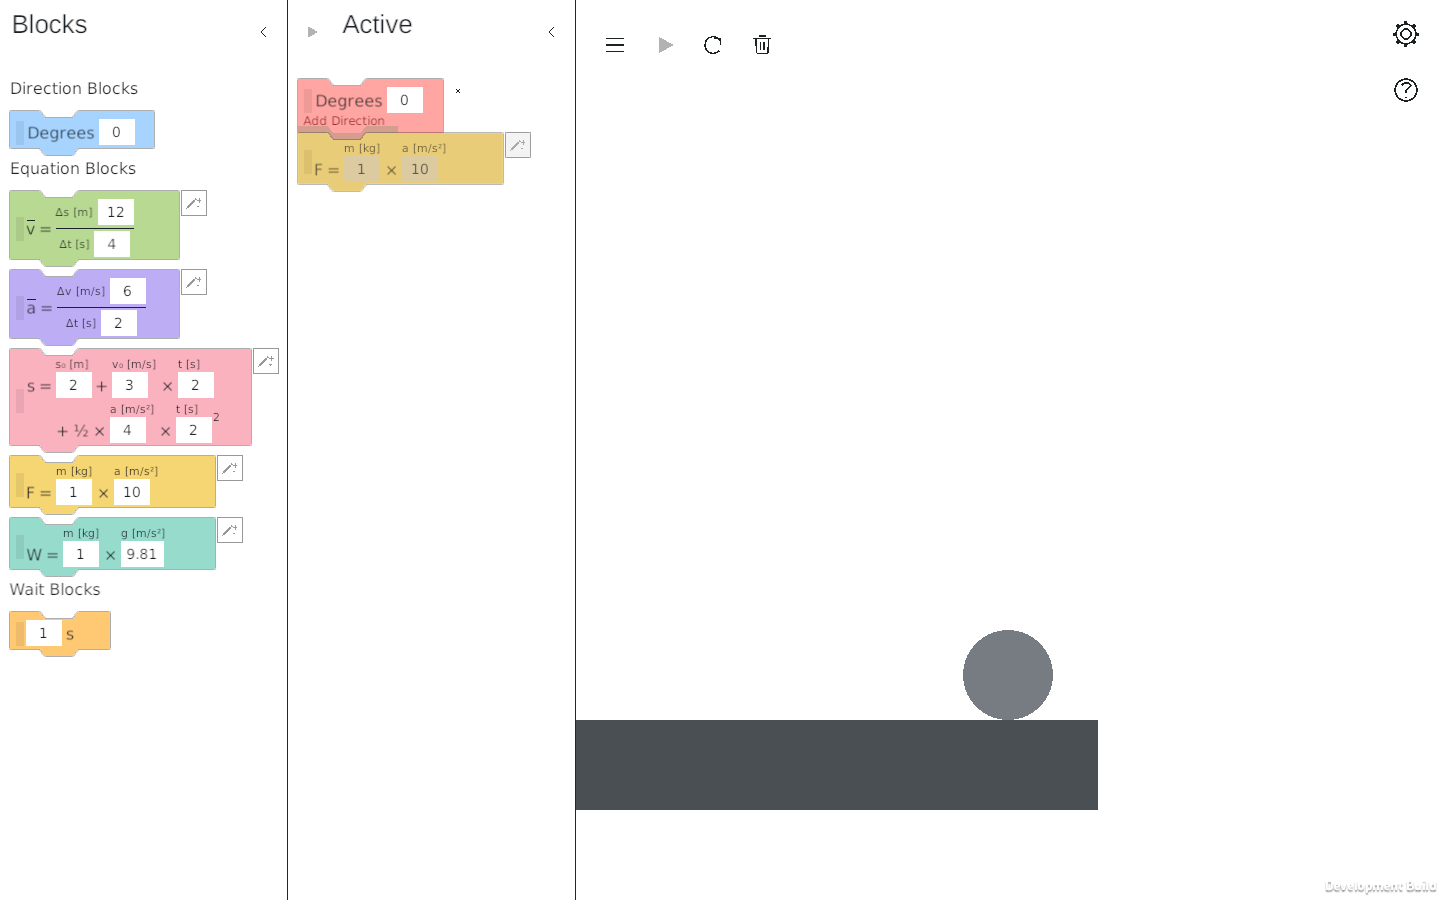 Blocks
Direction Blocks
Degrees 0
Equation Blocks
v̅ = Δs [m] 12
Δt [s] 4
a̅ = Δv [m/s] 6
Δt [s] 2
s₀ [m] v₀ [m/s] t [s]
s = 2 + 3 × 2
a [m/s²] t [s]
+ ½ × 4 × 2 ²
m [kg] a [m/s²]
F = 1 × 10
m [kg] g [m/s²]
W = 1 × 9.81
Wait Blocks
1 s
Active
Degrees 0
Add Direction
m [kg] a [m/s²]
F = 1 × 10
Development Build